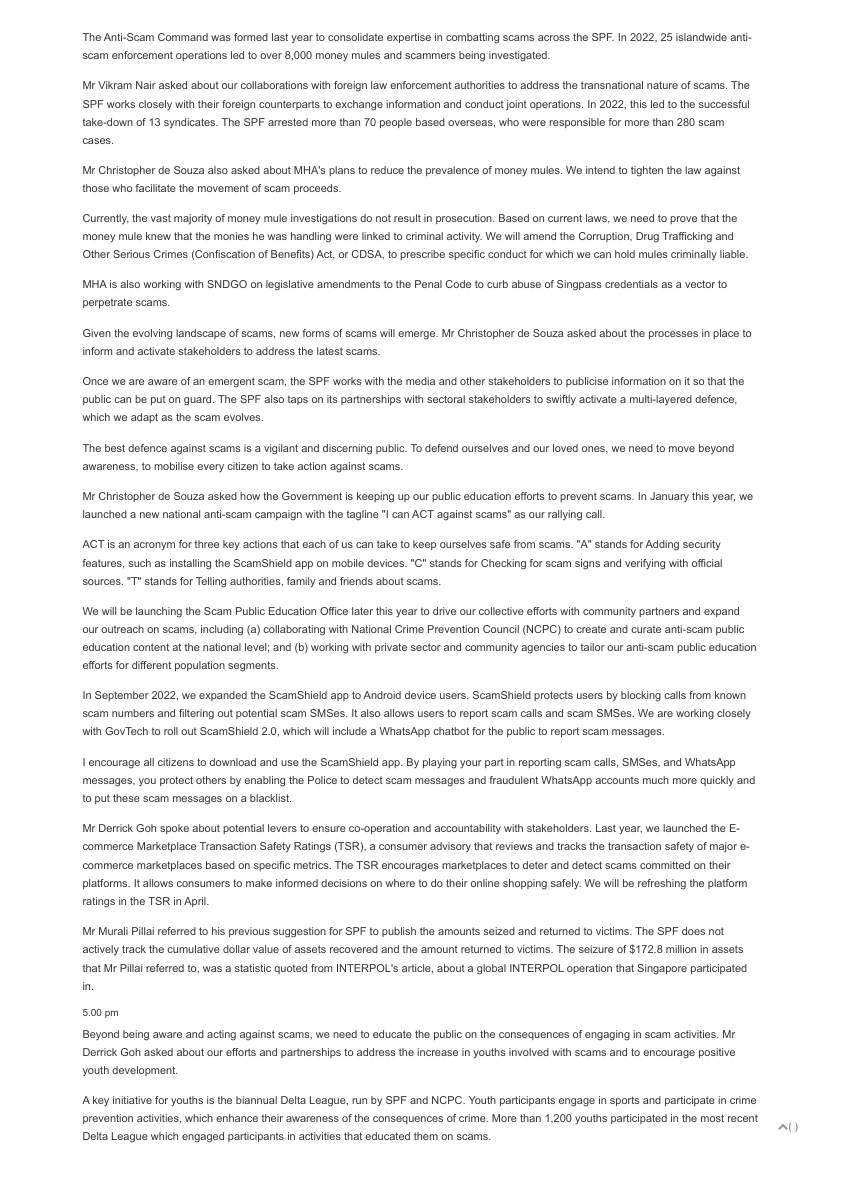 The Anti-Scam Command was formed last year to consolidate expertise in combatting scams across the SPF. In 2022, 25 islandwide anti-
scam enforcement operations led to over 8,000 money mules and scammers being investigated.
Mr Vikram Nair asked about our collaborations with foreign law enforcement authorities to address the transnational nature of scams. The
SPF works closely with their foreign counterparts to exchange information and conduct joint operations. In 2022, this led to the successful
take-down of 13 syndicates. The SPF arrested more than 70 people based overseas, who were responsible for more than 280 scam
cases.
Mr Christopher de Souza also asked about MHA's plans to reduce the prevalence of money mules. We intend to tighten the law against
those who facilitate the movement of scam proceeds.
Currently, the vast majority of money mule investigations do not result in prosecution. Based on current laws, we need to prove that the
money mule knew that the monies he was handling were linked to criminal activity. We will amend the Corruption, Drug Trafficking and
Other Serious Crimes (Confiscation of Benefits) Act, or CDSA, to prescribe specific conduct for which we can hold mules criminally liable.
MHA is also working with SNDGO on legislative amendments to the Penal Code to curb abuse of Singpass credentials as a vector to
perpetrate scams.
Given the evolving landscape of scams, new forms of scams will emerge. Mr Christopher de Souza asked about the processes in place to
inform and activate stakeholders to address the latest scams.
Once we are aware of an emergent scam, the SPF works with the media and other stakeholders to publicise information on it so that the
public can be put on guard. The SPF also taps on its partnerships with sectoral stakeholders to swiftly activate a multi-layered defence,
which we adapt as the scam evolves.
The best defence against scams is a vigilant and discerning public. To defend ourselves and our loved ones, we need to move beyond
awareness, to mobilise every citizen to take action against scams.
Mr Christopher de Souza asked how the Government is keeping up our public education efforts to prevent scams. In January this year, we
launched a new national anti-scam campaign with the tagline "I can ACT against scams" as our rallying call.
ACT is an acronym for three key actions that each of us can take to keep ourselves safe from scams. "A" stands for Adding security
features, such as installing the ScamShield app on mobile devices. "C" stands for Checking for scam signs and verifying with official
sources. "T" stands for Telling authorities, family and friends about scams.
We will be launching the Scam Public Education Office later this year to drive our collective efforts with community partners and expand
our outreach on scams, including (a) collaborating with National Crime Prevention Council (NCPC) to create and curate anti-scam public
education content at the national level; and (b) working with private sector and community agencies to tailor our anti-scam public education
efforts for different population segments.
In September 2022, we expanded the ScamShield app to Android device users. ScamShield protects users by blocking calls from known
scam numbers and filtering out potential scam SMSes. It also allows users to report scam calls and scam SMSes. We are working closely
with GovTech to roll out ScamShield 2.0, which will include a WhatsApp chatbot for the public to report scam messages.
I encourage all citizens to download and use the ScamShield app. By playing your part in reporting scam calls, SMSes, and WhatsApp
messages, you protect others by enabling the Police to detect scam messages and fraudulent WhatsApp accounts much more quickly and
to put these scam messages on a blacklist.
Mr Derrick Goh spoke about potential levers to ensure co-operation and accountability with stakeholders. Last year, we launched the E-
commerce Marketplace Transaction Safety Ratings (TSR), a consumer advisory that reviews and tracks the transaction safety of major e-
commerce marketplaces based on specific metrics. The TSR encourages marketplaces to deter and detect scams committed on their
platforms. It allows consumers to make informed decisions on where to do their online shopping safely. We will be refreshing the platform
ratings in the TSR in April.
Mr Murali Pillai referred to his previous suggestion for SPF to publish the amounts seized and returned to victims. The SPF does not
actively track the cumulative dollar value of assets recovered and the amount returned to victims. The seizure of $172.8 million in assets
that Mr Pillai referred to, was a statistic quoted from INTERPOL's article, about a global INTERPOL operation that Singapore participated
in.
5.00 pm
Beyond being aware and acting against scams, we need to educate the public on the consequences of engaging in scam activities. Mr
Derrick Goh asked about our efforts and partnerships to address the increase in youths involved with scams and to encourage positive
youth development.
A key initiative for youths is the biannual Delta League, run by SPF and NCPC. Youth participants engage in sports and participate in crime
prevention activities, which enhance their awareness of the consequences of crime. More than 1,200 youths participated in the most recent
Delta League which engaged participants in activities that educated them on scams.
( )